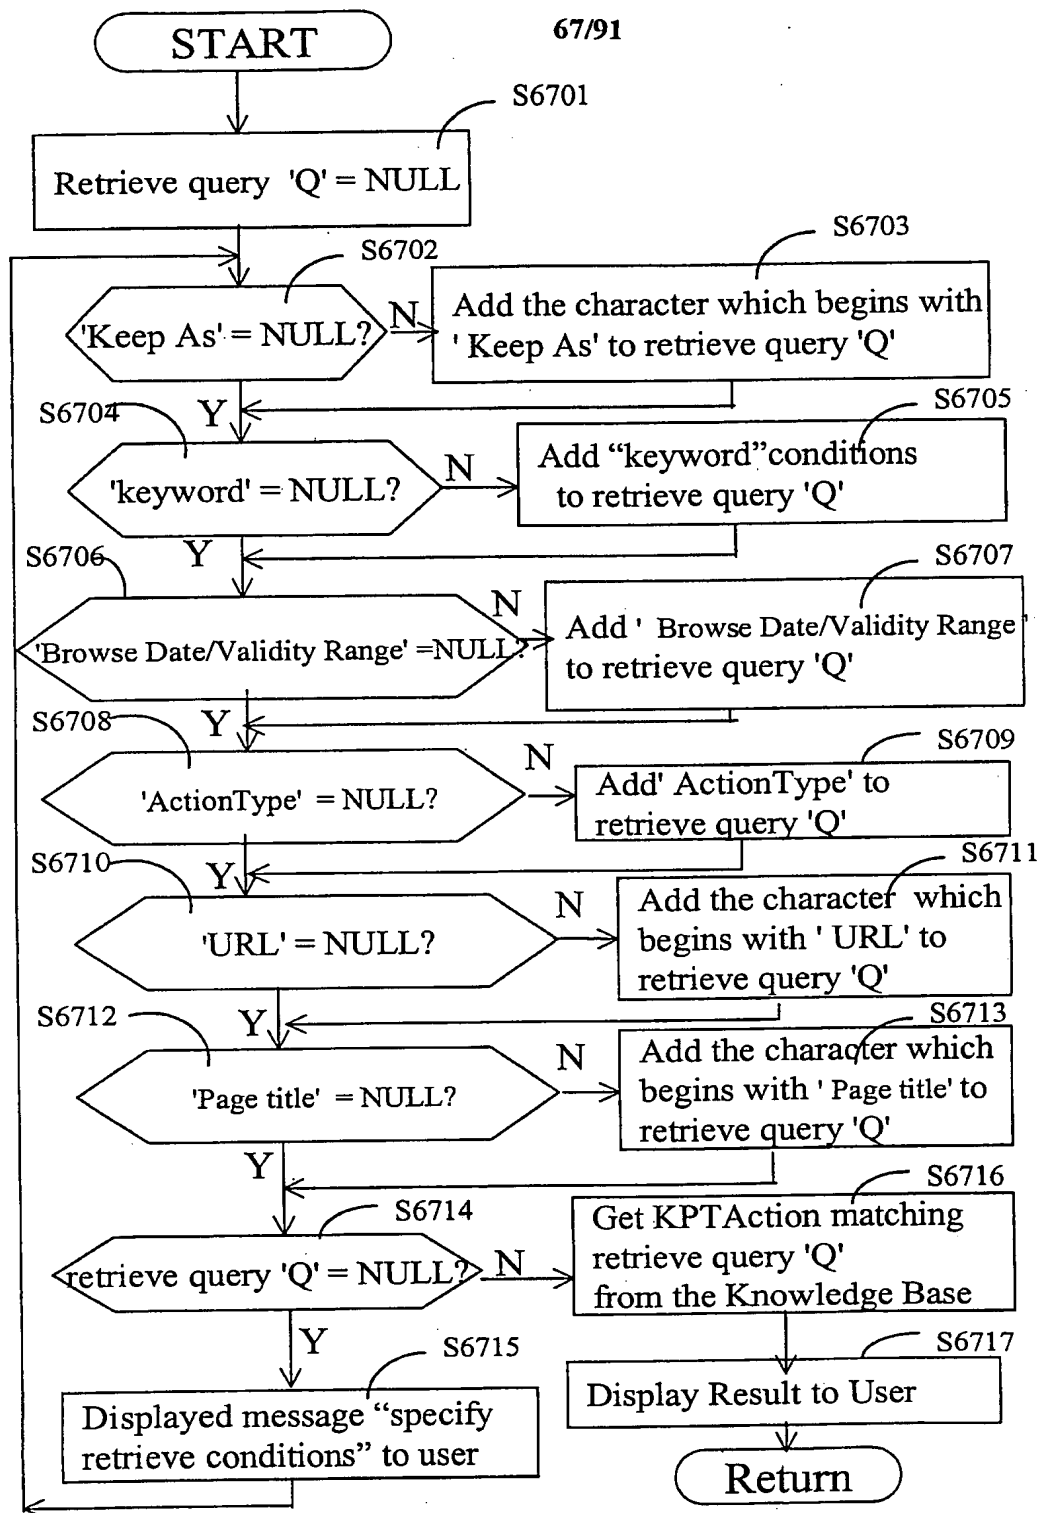 START
67/91
S6701
Retrieve query 'Q' = NULL
S6702
S6703
'Keep As' = NULL?
N
Add the character which begins with
' Keep As' to retrieve query 'Q'
Y
S6704
S6705
'keyword' = NULL?
N
Add “keyword”conditions
to retrieve query 'Q'
Y
S6706
S6707
'Browse Date/Validity Range' =NULL?
N
Add ' Browse Date/Validity Range '
to retrieve query 'Q'
Y
S6708
S6709
'ActionType' = NULL?
N
Add' ActionType' to
retrieve query 'Q'
Y
S6710
S6711
'URL' = NULL?
N
Add the character which
begins with ' URL' to
retrieve query 'Q'
Y
S6712
S6713
'Page title' = NULL?
N
Add the character which
begins with ' Page title' to
retrieve query 'Q'
Y
S6714
S6716
retrieve query 'Q' = NULL?
N
Get KPTAction matching
retrieve query 'Q'
from the Knowledge Base
Y
S6715
S6717
Displayed message “specify
retrieve conditions” to user
Display Result to User
Return